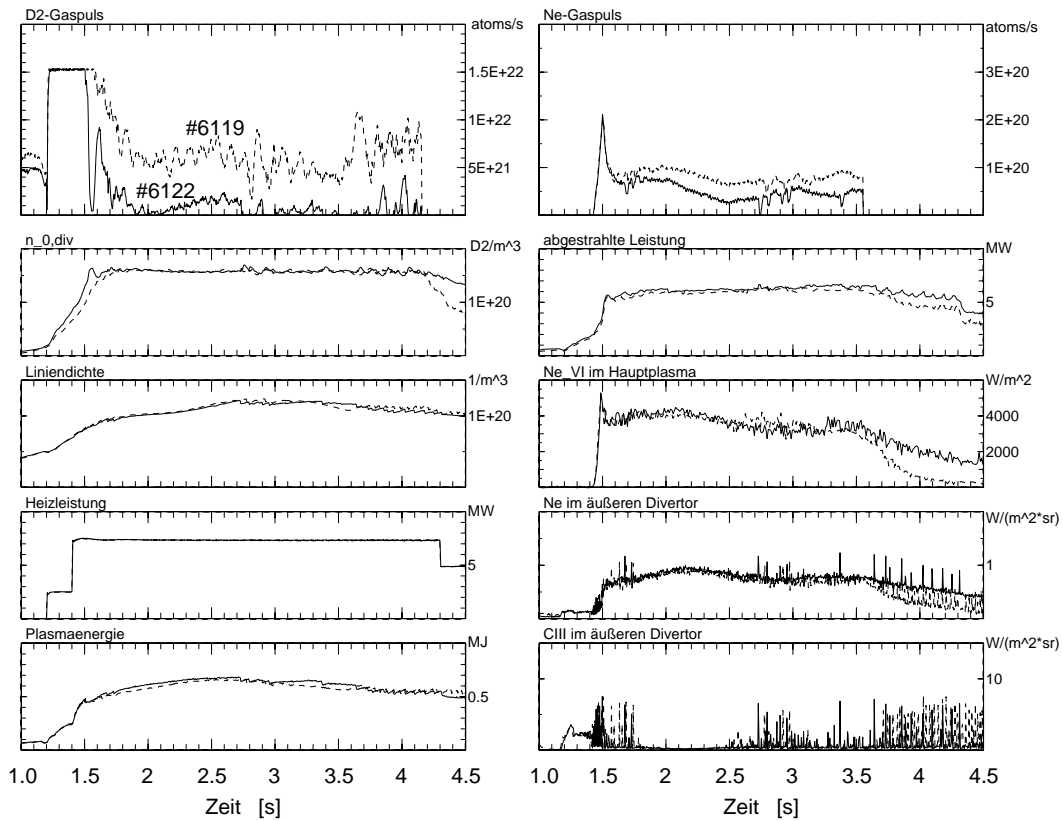 D2-Gaspuls
atoms/s
1.5E+22
1E+22
5E+21
#6119
#6122
Ne-Gaspuls
atoms/s
3E+20
2E+20
1E+20
n_0,div
D2/m^3
1E+20
abgestrahlte Leistung
MW
5
Liniendichte
1/m^3
1E+20
Ne_VI im Hauptplasma
W/m^2
4000
2000
Heizleistung
MW
5
Ne im äußeren Divertor
W/(m^2*sr)
1
Plasmaenergie
MJ
0.5
CIII im äußeren Divertor
W/(m^2*sr)
10
1.0 1.5 2 2.5 3 3.5 4 4.5
Zeit [s]
1.0 1.5 2 2.5 3 3.5 4 4.5
Zeit [s]